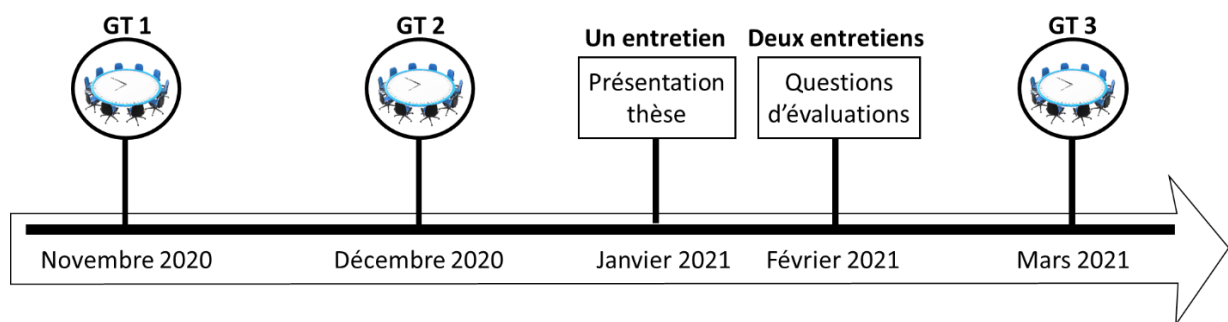 GT 1
GT 2
Un entretien
Deux entretiens
GT 3
Présentation
thèse
Questions
d’évaluations
Novembre 2020
Décembre 2020
Janvier 2021
Février 2021
Mars 2021